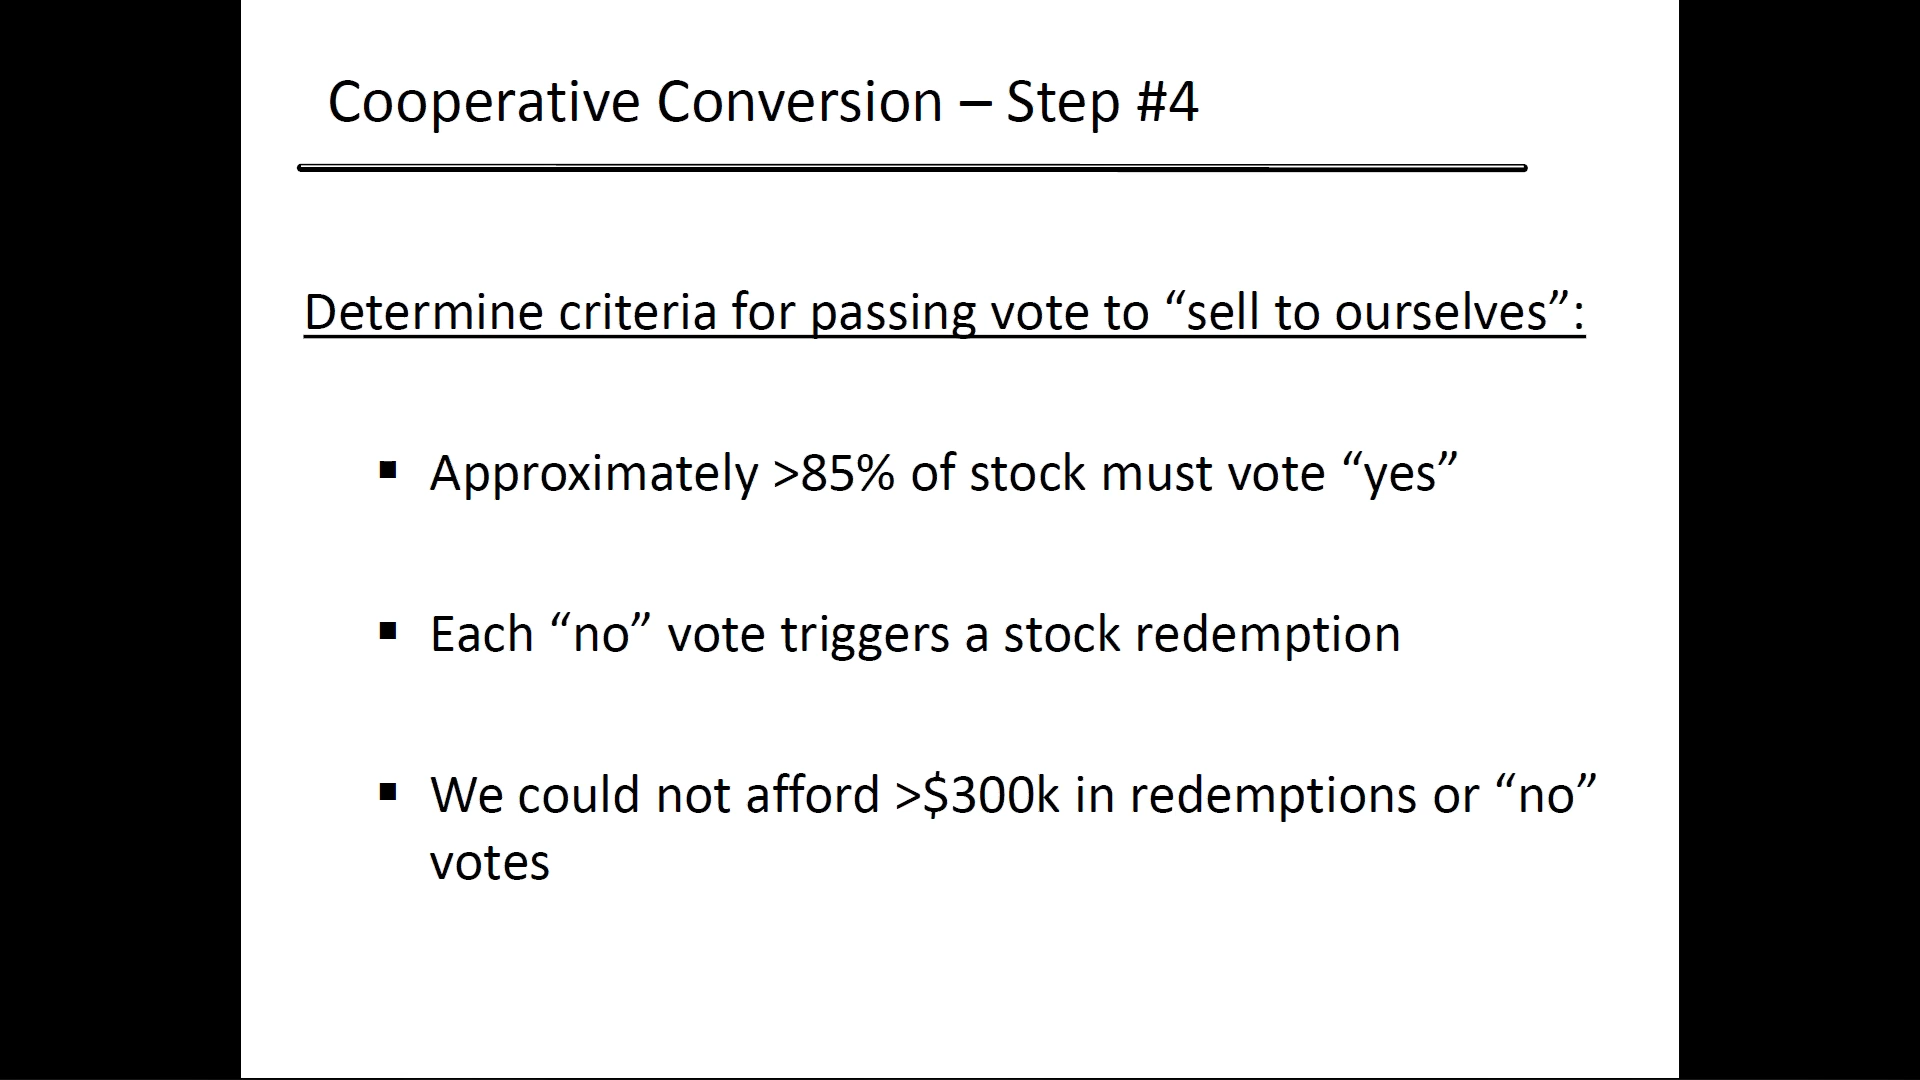 Cooperative Conversion – Step #4
Determine criteria for passing vote to “sell to ourselves”:
▪ Approximately >85% of stock must vote “yes”
▪ Each “no” vote triggers a stock redemption
▪ We could not afford >$300k in redemptions or “no”
votes